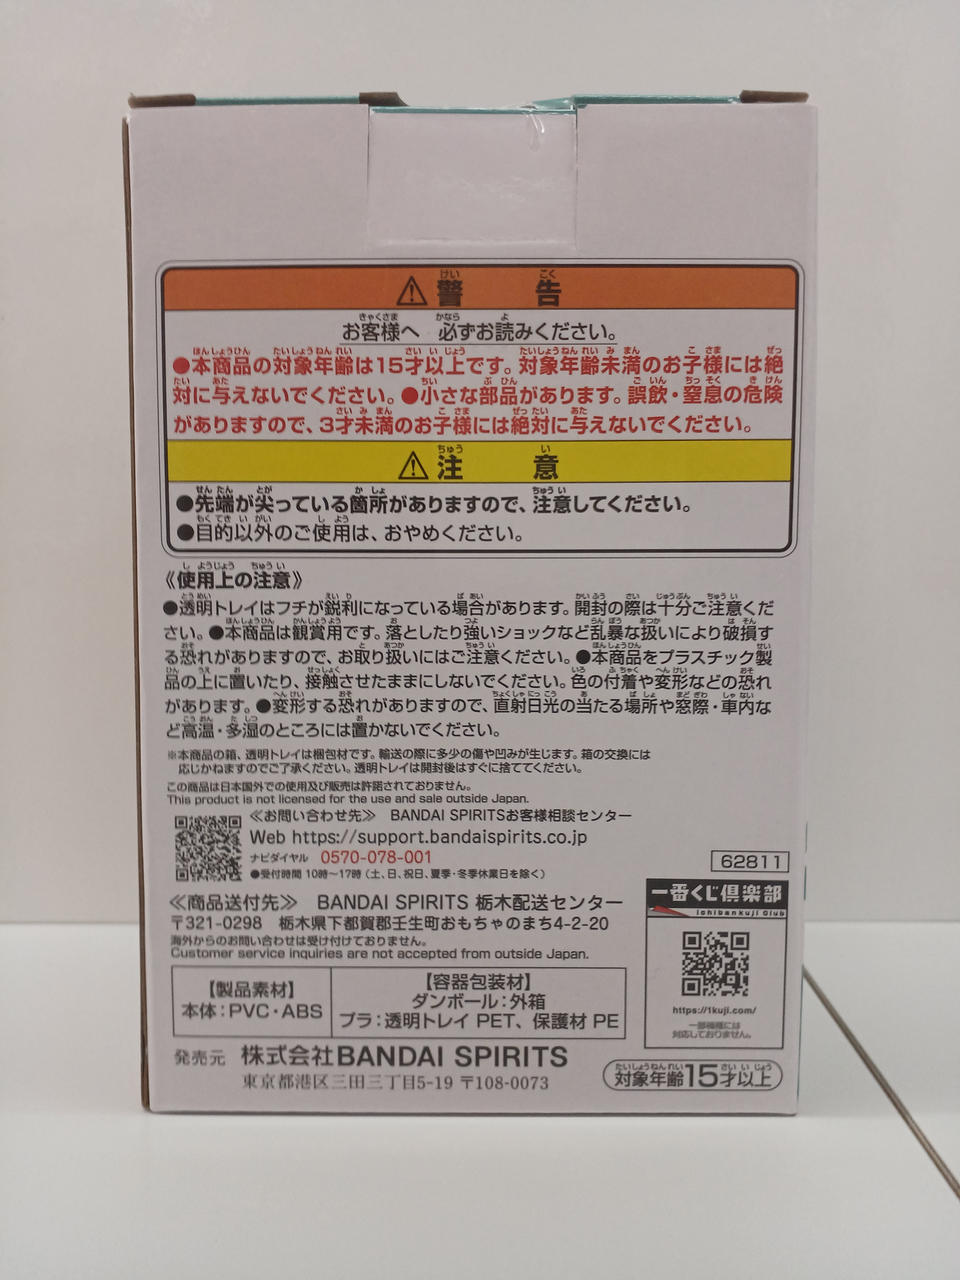 ⚠警告
お客様へ 必ずお読みください。
●本商品の対象年齢は15才以上です。対象年齢未満のお子様には絶
対に与えないでください。●小さな部品があります。誤飲・窒息の危険
がありますので、3才未満のお子様には絶対に与えないでください。
⚠注意
●先端が尖っている箇所がありますので、注意してください。
●目的以外のご使用は、おやめください。
《使用上の注意》
●透明トレイはフチが鋭利になっている場合があります。開封の際は十分ご注意くだ
さい。●本商品は観賞用です。落としたり強いショックなど乱暴な扱いにより破損す
る恐れがありますので、お取り扱いにはご注意ください。●本商品をプラスチック製
品の上に置いたり、接触させたままにしないでください。色の付着や変形などの恐れ
があります。●変形する恐れがありますので、直射日光の当たる場所や窓際・車内な
ど高温・多湿のところには置かないでください。
※本商品の箱、透明トレイは梱包材です。輸送の際に多少の傷や凹みが生じます。箱の交換には
応じかねますのでご了承ください。透明トレイは開封後はすぐに捨ててください。
この商品は日本国外での使用及び販売は許諾されておりません。
This product is not licensed for the use and sale outside Japan.
≪お問い合わせ先≫ BANDAI SPIRITSお客様相談センター
Web https://support.bandaispirits.co.jp
ナビダイヤル 0570-078-001
●受付時間 10時〜17時（土、日、祝日、夏季・冬季休業日を除く）
62811
≪商品送付先≫ BANDAI SPIRITS 栃木配送センター
〒321-0298 栃木県下都賀郡壬生町おもちゃのまち4-2-20
海外からのお問い合わせは受け付けておりません。
Customer service inquiries are not accepted from outside Japan.
一番くじ倶楽部
Ichibankuji Club
https://1kuji.com/
一部機種には
対応しておりません。
【製品素材】
本体：PVC・ABS
【容器包装材】
ダンボール：外箱
プラ：透明トレイ PET、保護材 PE
発売元 株式会社BANDAI SPIRITS
東京都港区三田三丁目5-19 〒108-0073
対象年齢15才以上